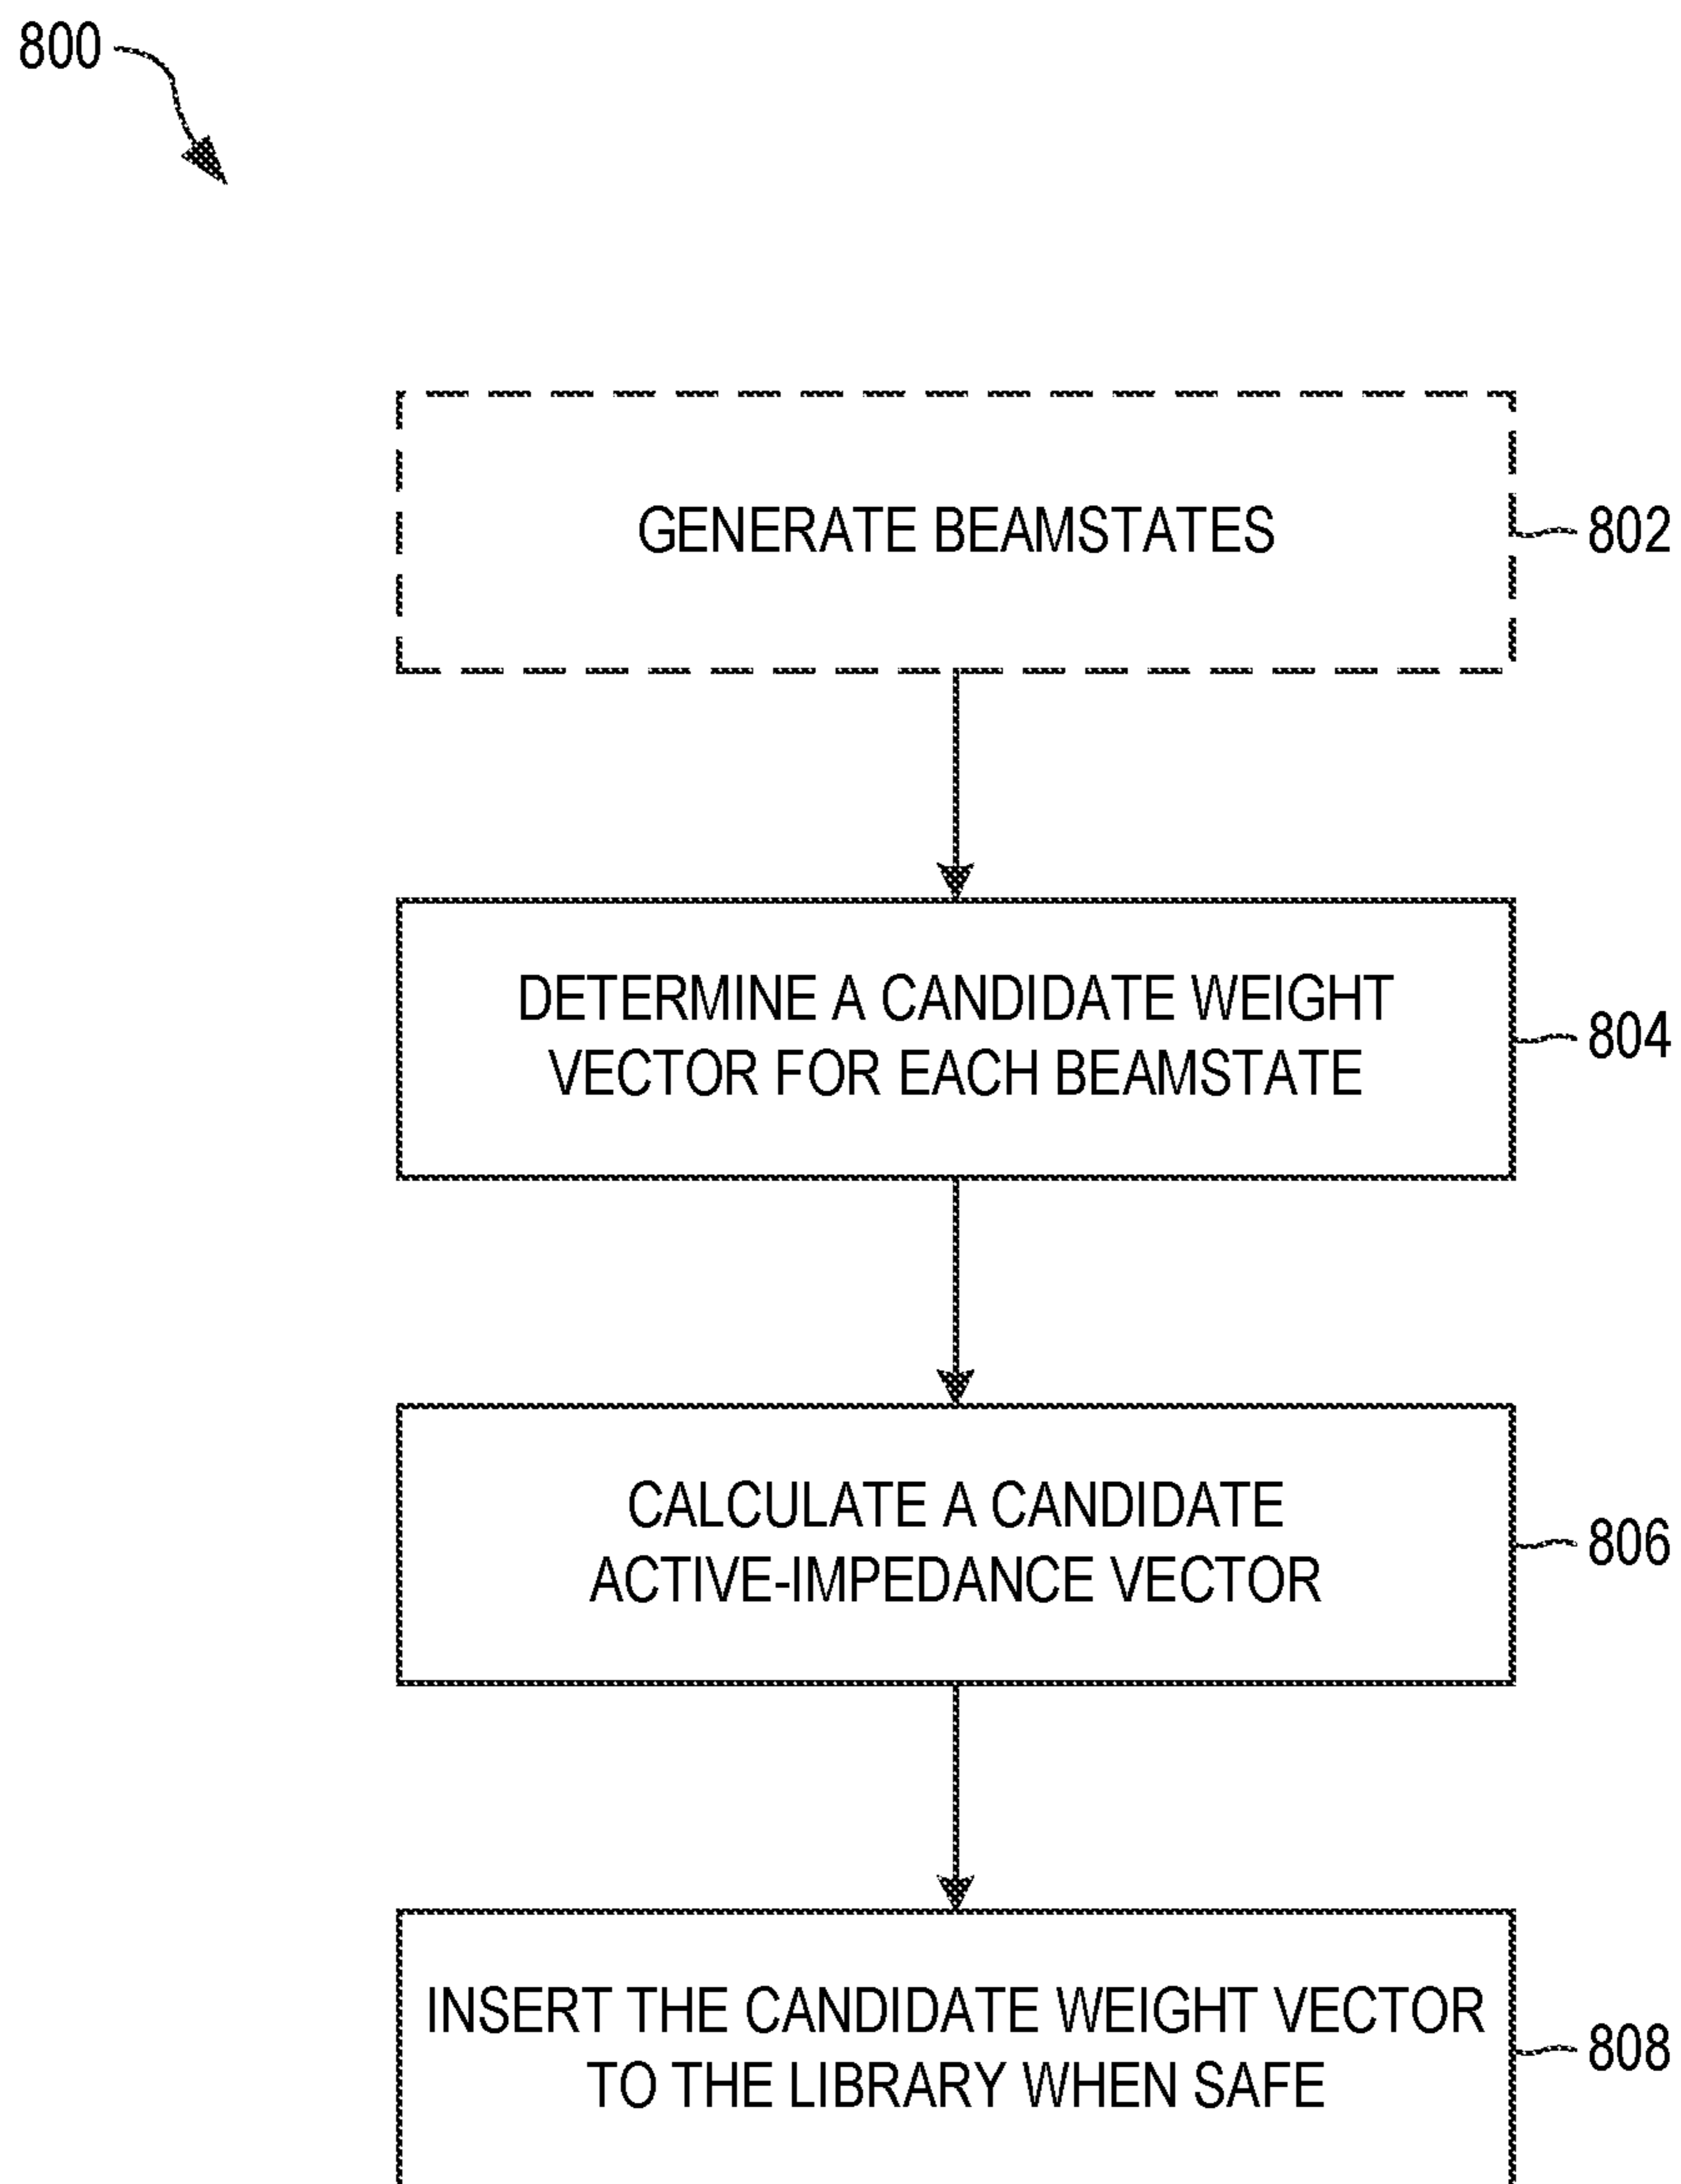 800
GENERATE BEAMSTATES
802
DETERMINE A CANDIDATE WEIGHT
VECTOR FOR EACH BEAMSTATE
804
CALCULATE A CANDIDATE
ACTIVE-IMPEDANCE VECTOR
806
INSERT THE CANDIDATE WEIGHT VECTOR
TO THE LIBRARY WHEN SAFE
808